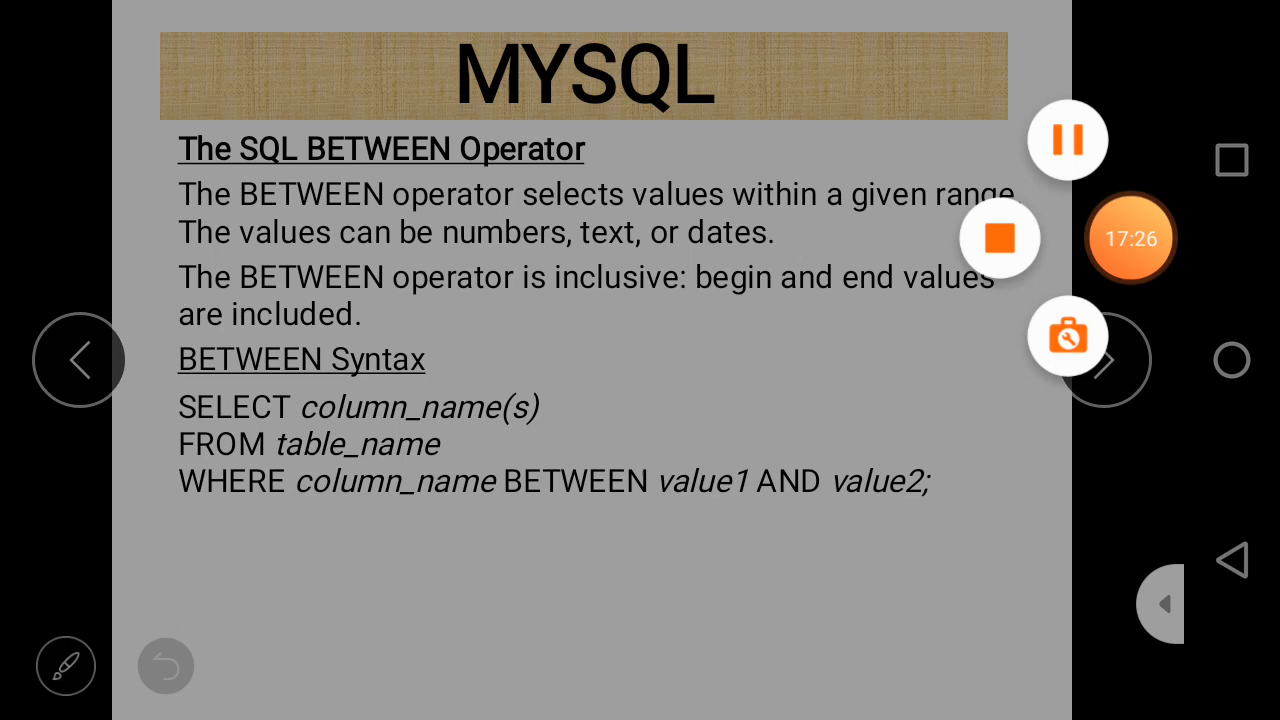 MYSQL
The SQL BETWEEN Operator
The BETWEEN operator selects values within a given range.
The values can be numbers, text, or dates.
17:26
The BETWEEN operator is inclusive: begin and end values
are included.
BETWEEN Syntax
SELECT column_name(s)
FROM table_name
WHERE column_name BETWEEN value1 AND value2;